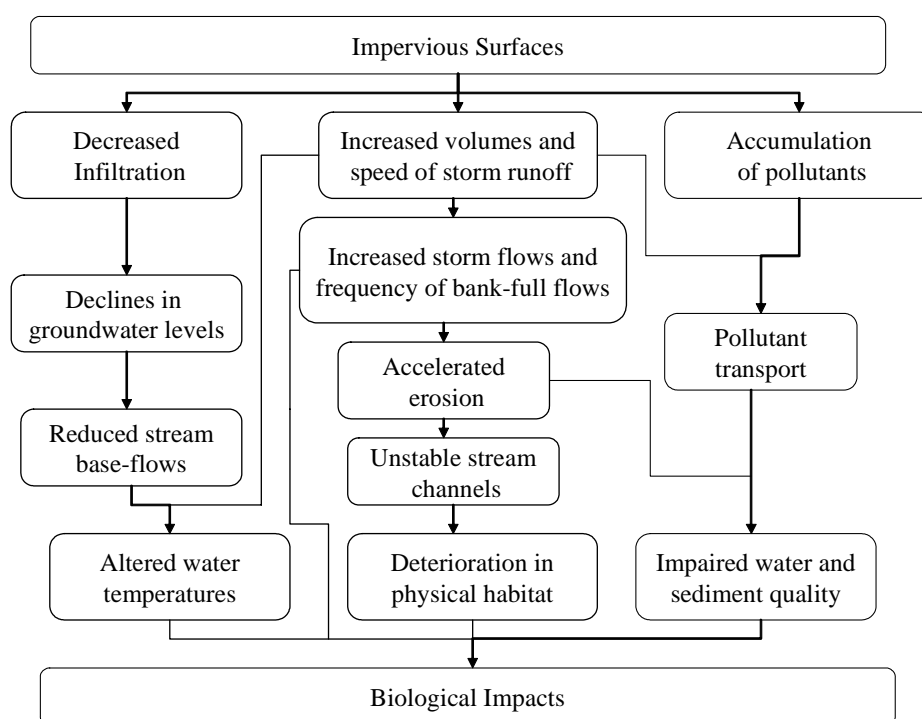 Impervious Surfaces
Decreased
Infiltration
Increased volumes and
speed of storm runoff
Accumulation
of pollutants
Increased storm flows and
frequency of bank-full flows
Declines in
groundwater levels
Pollutant
transport
Accelerated
erosion
Reduced stream
base-flows
Unstable stream
channels
Altered water
temperatures
Deterioration in
physical habitat
Impaired water and
sediment quality
Biological Impacts